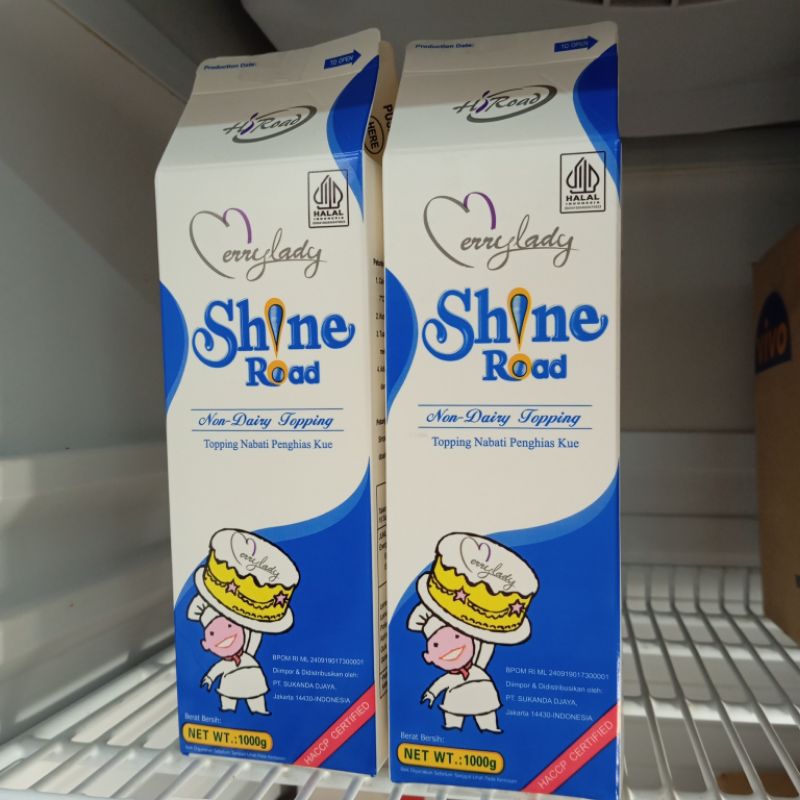 Production Date:
TO OPEN
HiRoad
HALAL
INDONESIA
Merrylady
Shine
Road
Non-Dairy Topping
Topping Nabati Penghias Kue
Merrylady
BPOM RI ML 240919017300001
Diimpor & Didistribusikan oleh:
PT. SUKANDA DJAYA,
Jakarta 14430-INDONESIA
Berat Bersih:
NET WT.:1000g
HACCP CERTIFIED
HERE
Production Date:
TO OPEN
HiRoad
HALAL
INDONESIA
Merrylady
Shine
Road
Non-Dairy Topping
Topping Nabati Penghias Kue
Merrylady
BPOM RI ML 240919017300001
Diimpor & Didistribusikan oleh:
PT. SUKANDA DJAYA,
Jakarta 14430-INDONESIA
Berat Bersih:
NET WT.:1000g
HACCP CERTIFIED
vivo